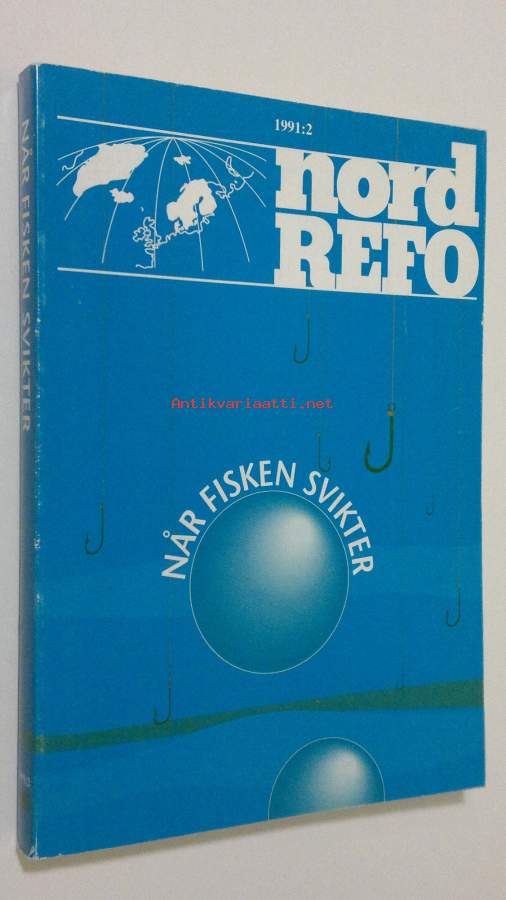 1991:2
nord
REFO
NÅR FISKEN SVIKTER
NÅR FISKEN SVIKTER
Antikvariaatti.net